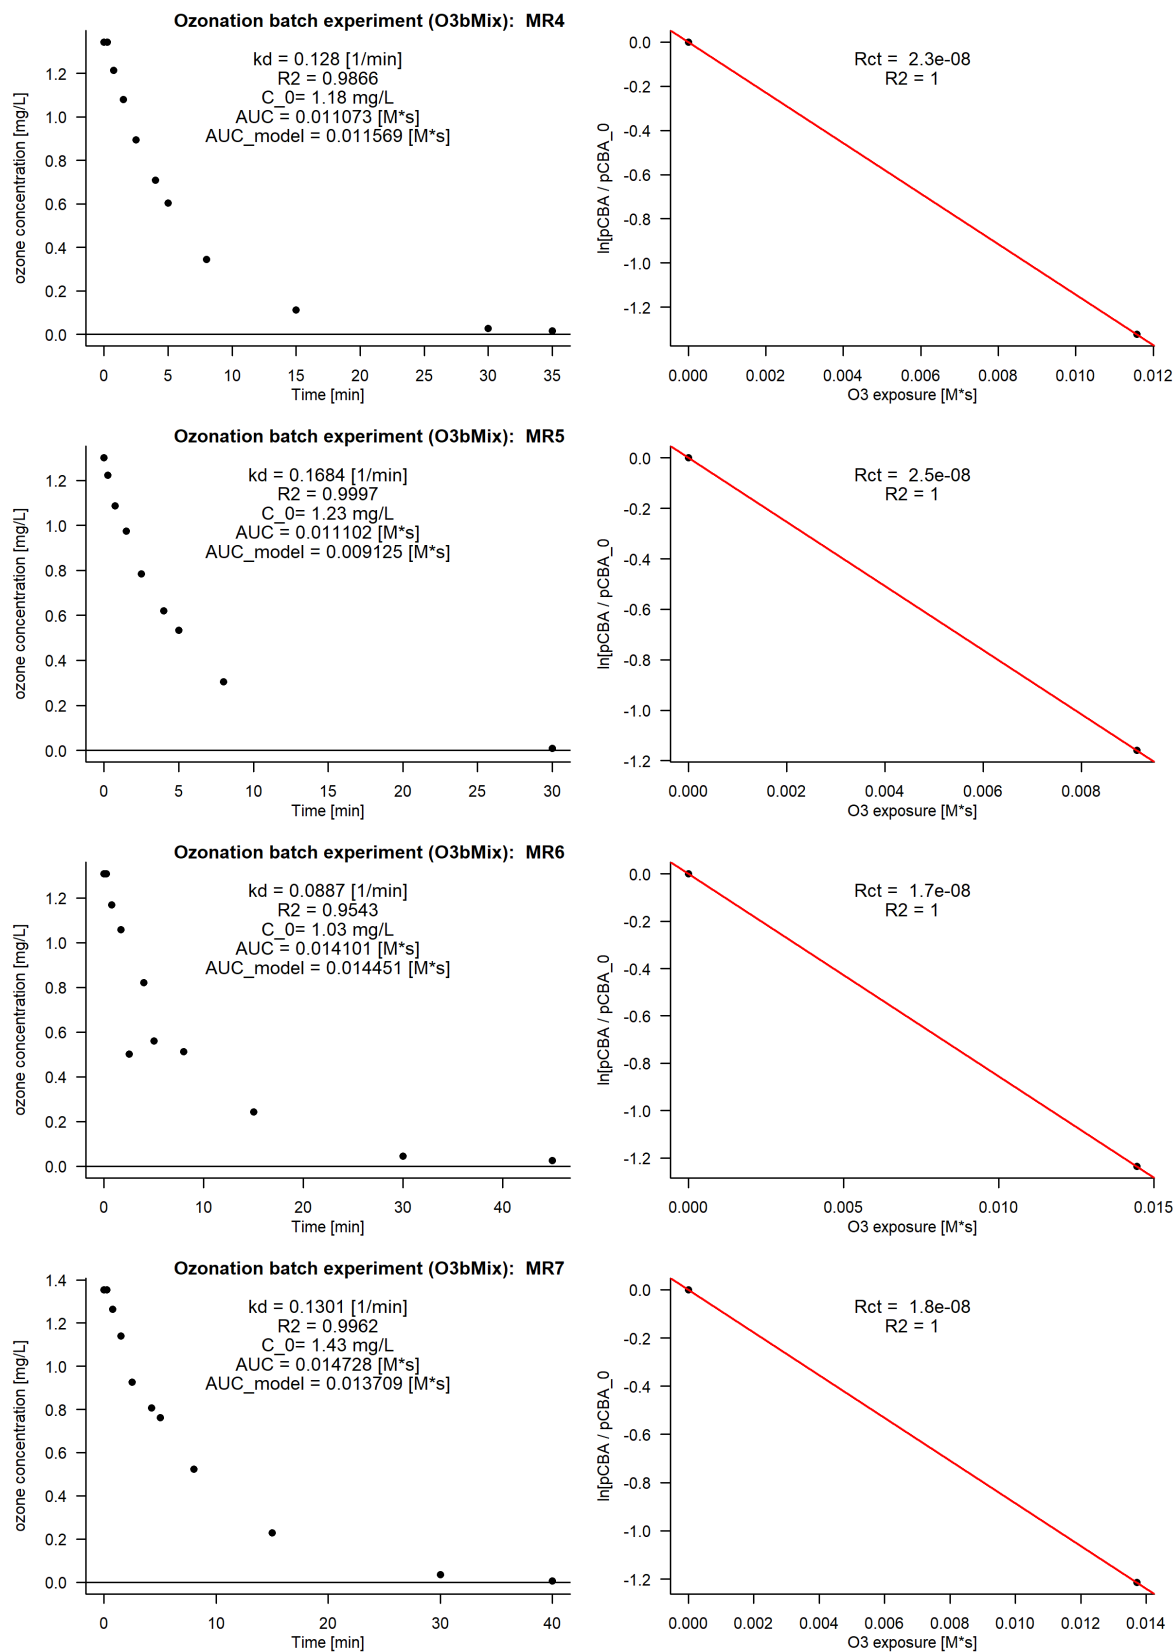 Ozonation batch experiment (O3bMix):  MR4
kd = 0.128 [1/min]
R2 = 0.9866
C_0= 1.18 mg/L
AUC = 0.011073 [M*s]
AUC_model = 0.011569 [M*s]
ozone concentration [mg/L]
1.2
1.0
0.8
0.6
0.4
0.2
0.0
0 5 10 15 20 25 30 35
Time [min]
Rct =  2.3e-08
R2 = 1
ln[pCBA / pCBA_0
0.0
-0.2
-0.4
-0.6
-0.8
-1.0
-1.2
0.000 0.002 0.004 0.006 0.008 0.010 0.012
O3 exposure [M*s]
Ozonation batch experiment (O3bMix):  MR5
kd = 0.1684 [1/min]
R2 = 0.9997
C_0= 1.23 mg/L
AUC = 0.011102 [M*s]
AUC_model = 0.009125 [M*s]
ozone concentration [mg/L]
1.2
1.0
0.8
0.6
0.4
0.2
0.0
0 5 10 15 20 25 30
Time [min]
Rct =  2.5e-08
R2 = 1
ln[pCBA / pCBA_0
0.0
-0.2
-0.4
-0.6
-0.8
-1.0
-1.2
0.000 0.002 0.004 0.006 0.008
O3 exposure [M*s]
Ozonation batch experiment (O3bMix):  MR6
kd = 0.0887 [1/min]
R2 = 0.9543
C_0= 1.03 mg/L
AUC = 0.014101 [M*s]
AUC_model = 0.014451 [M*s]
ozone concentration [mg/L]
1.2
1.0
0.8
0.6
0.4
0.2
0.0
0 10 20 30 40
Time [min]
Rct =  1.7e-08
R2 = 1
ln[pCBA / pCBA_0
0.0
-0.2
-0.4
-0.6
-0.8
-1.0
-1.2
0.000 0.005 0.010 0.015
O3 exposure [M*s]
Ozonation batch experiment (O3bMix):  MR7
kd = 0.1301 [1/min]
R2 = 0.9962
C_0= 1.43 mg/L
AUC = 0.014728 [M*s]
AUC_model = 0.013709 [M*s]
ozone concentration [mg/L]
1.4
1.2
1.0
0.8
0.6
0.4
0.2
0.0
0 10 20 30 40
Time [min]
Rct =  1.8e-08
R2 = 1
ln[pCBA / pCBA_0
0.0
-0.2
-0.4
-0.6
-0.8
-1.0
-1.2
0.000 0.002 0.004 0.006 0.008 0.010 0.012 0.014
O3 exposure [M*s]